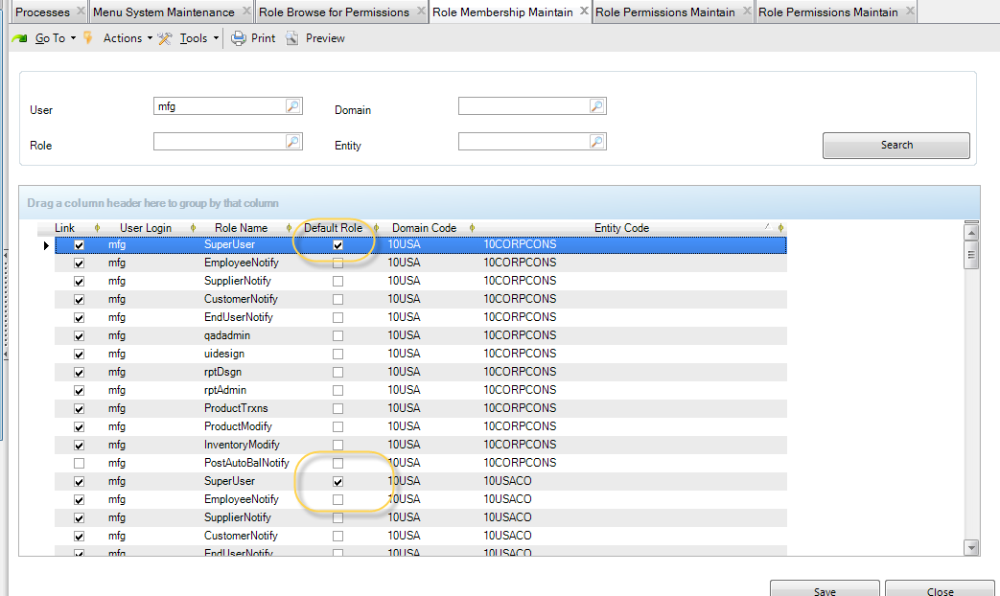 Processes Menu System Maintenance Role Browse for Permissions Role Membership Maintain Role Permissions Maintain Role Permissions Maintain
Go To Actions Tools Print Preview
User mfg Domain
Role Entity Search
Drag a column header here to group by that column
Link User Login Role Name Default Role Domain Code Entity Code
mfg SuperUser 10USA 10CORPCONS
mfg EmployeeNotify 10USA 10CORPCONS
mfg SupplierNotify 10USA 10CORPCONS
mfg CustomerNotify 10USA 10CORPCONS
mfg EndUserNotify 10USA 10CORPCONS
mfg qadadmin 10USA 10CORPCONS
mfg uidesign 10USA 10CORPCONS
mfg rptDsgn 10USA 10CORPCONS
mfg rptAdmin 10USA 10CORPCONS
mfg ProductTrxns 10USA 10CORPCONS
mfg ProductModify 10USA 10CORPCONS
mfg InventoryModify 10USA 10CORPCONS
mfg PostAutoBalNotify 10USA 10CORPCONS
mfg SuperUser 10USA 10USACO
mfg EmployeeNotify 10USA 10USACO
mfg SupplierNotify 10USA 10USACO
mfg CustomerNotify 10USA 10USACO
mfg EndUserNotify 10USA 10USACO
Save Close